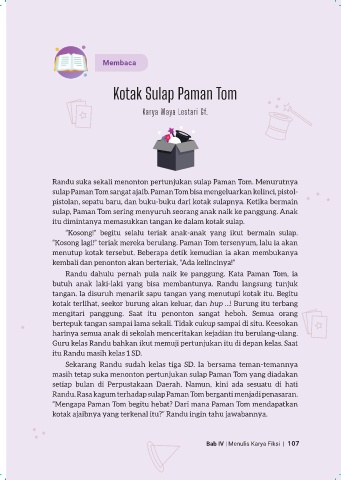 Membaca
Kotak Sulap Paman Tom
Karya Maya Lestari Gf.
Randu suka sekali menonton pertunjukan sulap Paman Tom. Menurutnya
sulap Paman Tom sangat ajaib. Paman Tom bisa mengeluarkan kelinci, pistol-
pistolan, sepatu baru, dan buku-buku dari kotak sulapnya. Ketika bermain
sulap, Paman Tom sering menyuruh seorang anak naik ke panggung. Anak
itu dimintanya memasukkan tangan ke dalam kotak sulap.
"Kosong!" begitu selalu teriak anak-anak yang ikut bermain sulap.
"Kosong lagi!" teriak mereka berulang. Paman Tom tersenyum, lalu ia akan
menutup kotak tersebut. Beberapa detik kemudian ia akan membukanya
kembali dan penonton akan berteriak, "Ada kelincinya!"
Randu dahulu pernah pula naik ke panggung. Kata Paman Tom, ia
butuh anak laki-laki yang bisa membantunya. Randu langsung tunjuk
tangan. Ia disuruh menarik sapu tangan yang menutupi kotak itu. Begitu
kotak terlihat, seekor burung akan keluar, dan hup ...! Burung itu terbang
mengitari panggung. Saat itu penonton sangat heboh. Semua orang
bertepuk tangan sampai lama sekali. Tidak cukup sampai di situ. Keesokan
harinya semua anak di sekolah menceritakan kejadian itu berulang-ulang.
Guru kelas Randu bahkan ikut memuji pertunjukan itu di depan kelas. Saat
itu Randu masih kelas 1 SD.
Sekarang Randu sudah kelas tiga SD. Ia bersama teman-temannya
masih tetap suka menonton pertunjukan sulap Paman Tom yang diadakan
setiap bulan di Perpustakaan Daerah. Namun, kini ada sesuatu di hati
Randu. Rasa kagum terhadap sulap Paman Tom berganti menjadi penasaran.
"Mengapa Paman Tom begitu hebat? Dari mana Paman Tom mendapatkan
kotak ajaibnya yang terkenal itu?" Randu ingin tahu jawabannya.
Bab IV | Menulis Karya Fiksi | 107